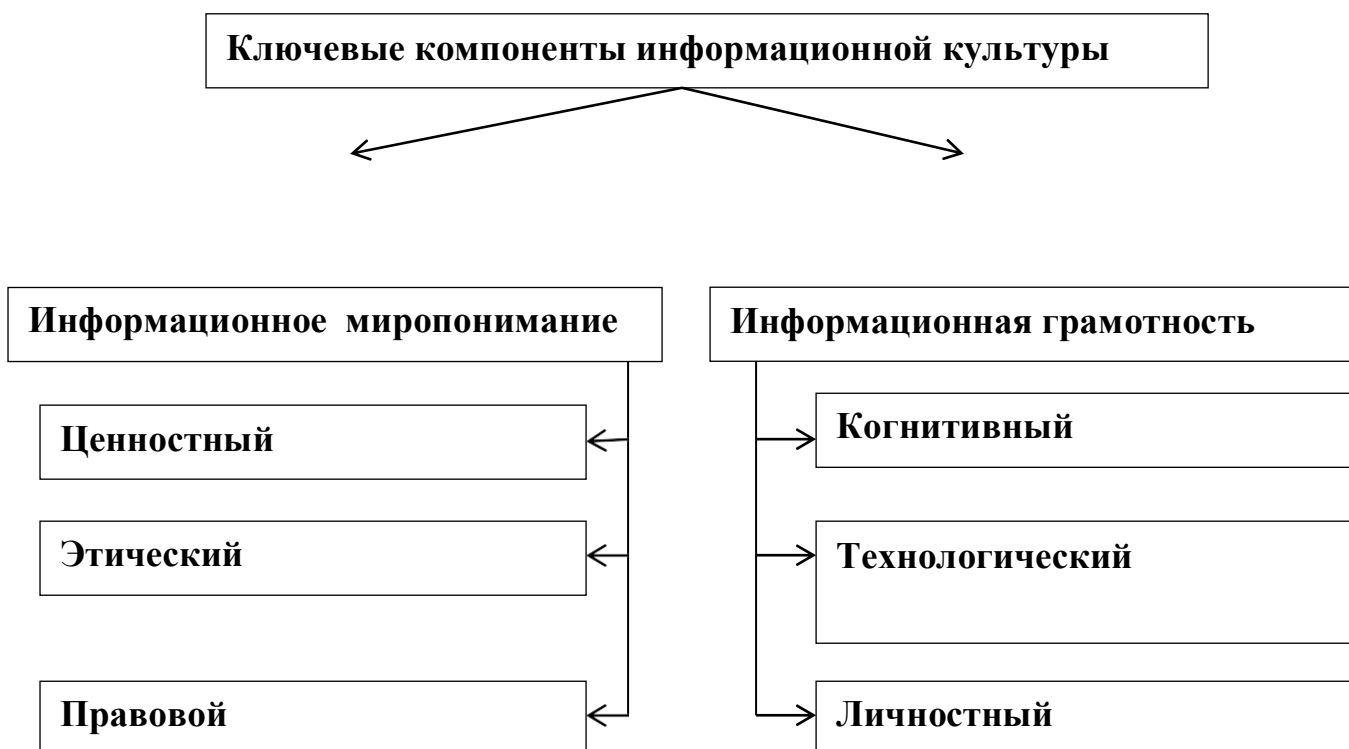 Ключевые компоненты информационной культуры
Информационное миропонимание
Информационная грамотность
Ценностный
Когнитивный
Этический
Технологический
Правовой
Личностный